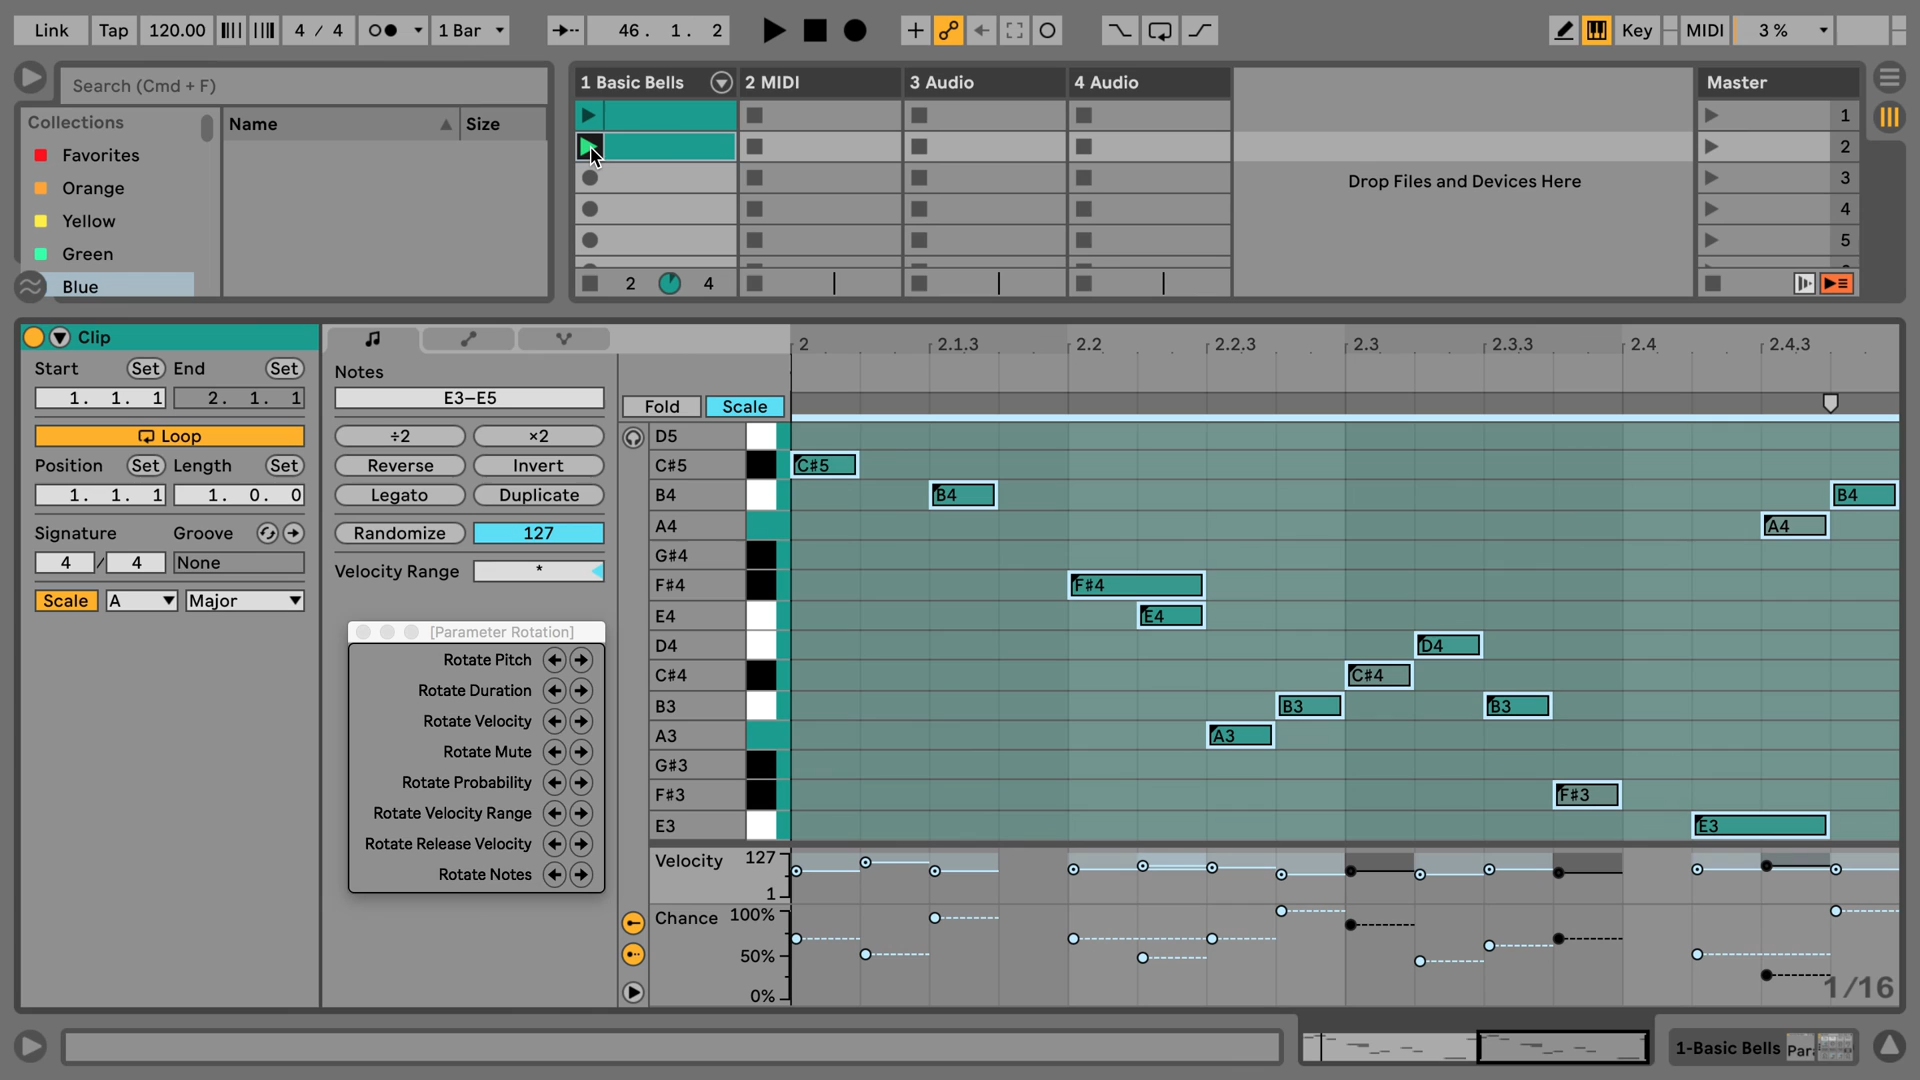 Link Tap 120.00 4 / 4 1 Bar 46. 1. 2 Key MIDI 3 %
Search (Cmd + F)
Collections
Favorites
Orange
Yellow
Green
Blue
Name Size
1 Basic Bells 2 MIDI 3 Audio 4 Audio Master
1
2
3
4
5
Drop Files and Devices Here
2 4
Clip
Start Set End Set
1. 1. 1 2. 1. 1
Loop
Position Set Length Set
1. 1. 1 1. 0. 0
Signature Groove
4 / 4 None
Scale A Major
Notes
E3–E5
÷2 ×2
Reverse Invert
Legato Duplicate
Randomize 127
Velocity Range *
[Parameter Rotation]
Rotate Pitch
Rotate Duration
Rotate Velocity
Rotate Mute
Rotate Probability
Rotate Velocity Range
Rotate Release Velocity
Rotate Notes
2 2.1.3 2.2 2.2.3 2.3 2.3.3 2.4 2.4.3
Fold Scale
D5
C#5 C#5
B4 B4 B4
A4 A4
G#4
F#4 F#4
E4 E4
D4 D4
C#4 C#4
B3 B3 B3
A3 A3
G#3
F#3 F#3
E3 E3
Velocity 127
1
Chance 100%
50%
0%
1/16
1-Basic Bells Par